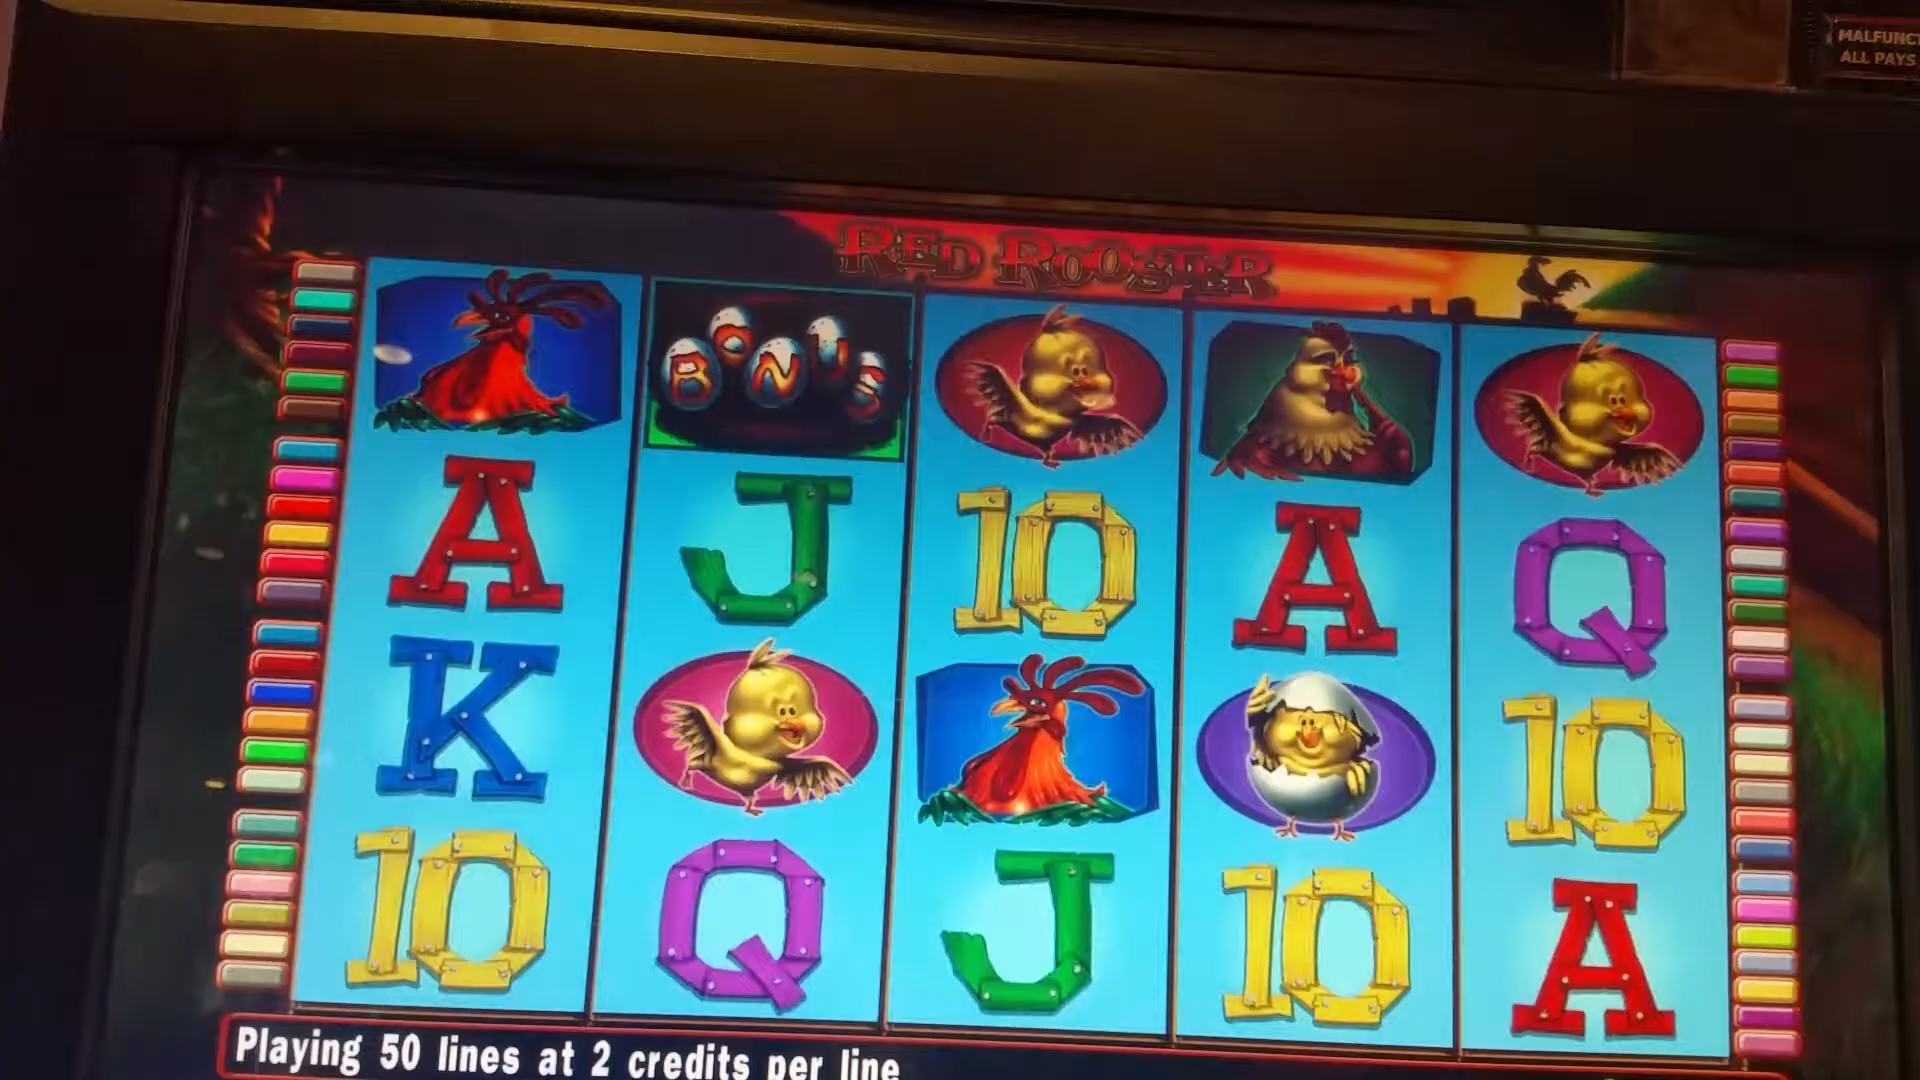 MALFUNCT
ALL PAYS
RED ROOSTER
BONUS
A J 10 A Q
K 10
10 Q J 10 A
Playing 50 lines at 2 credits per line